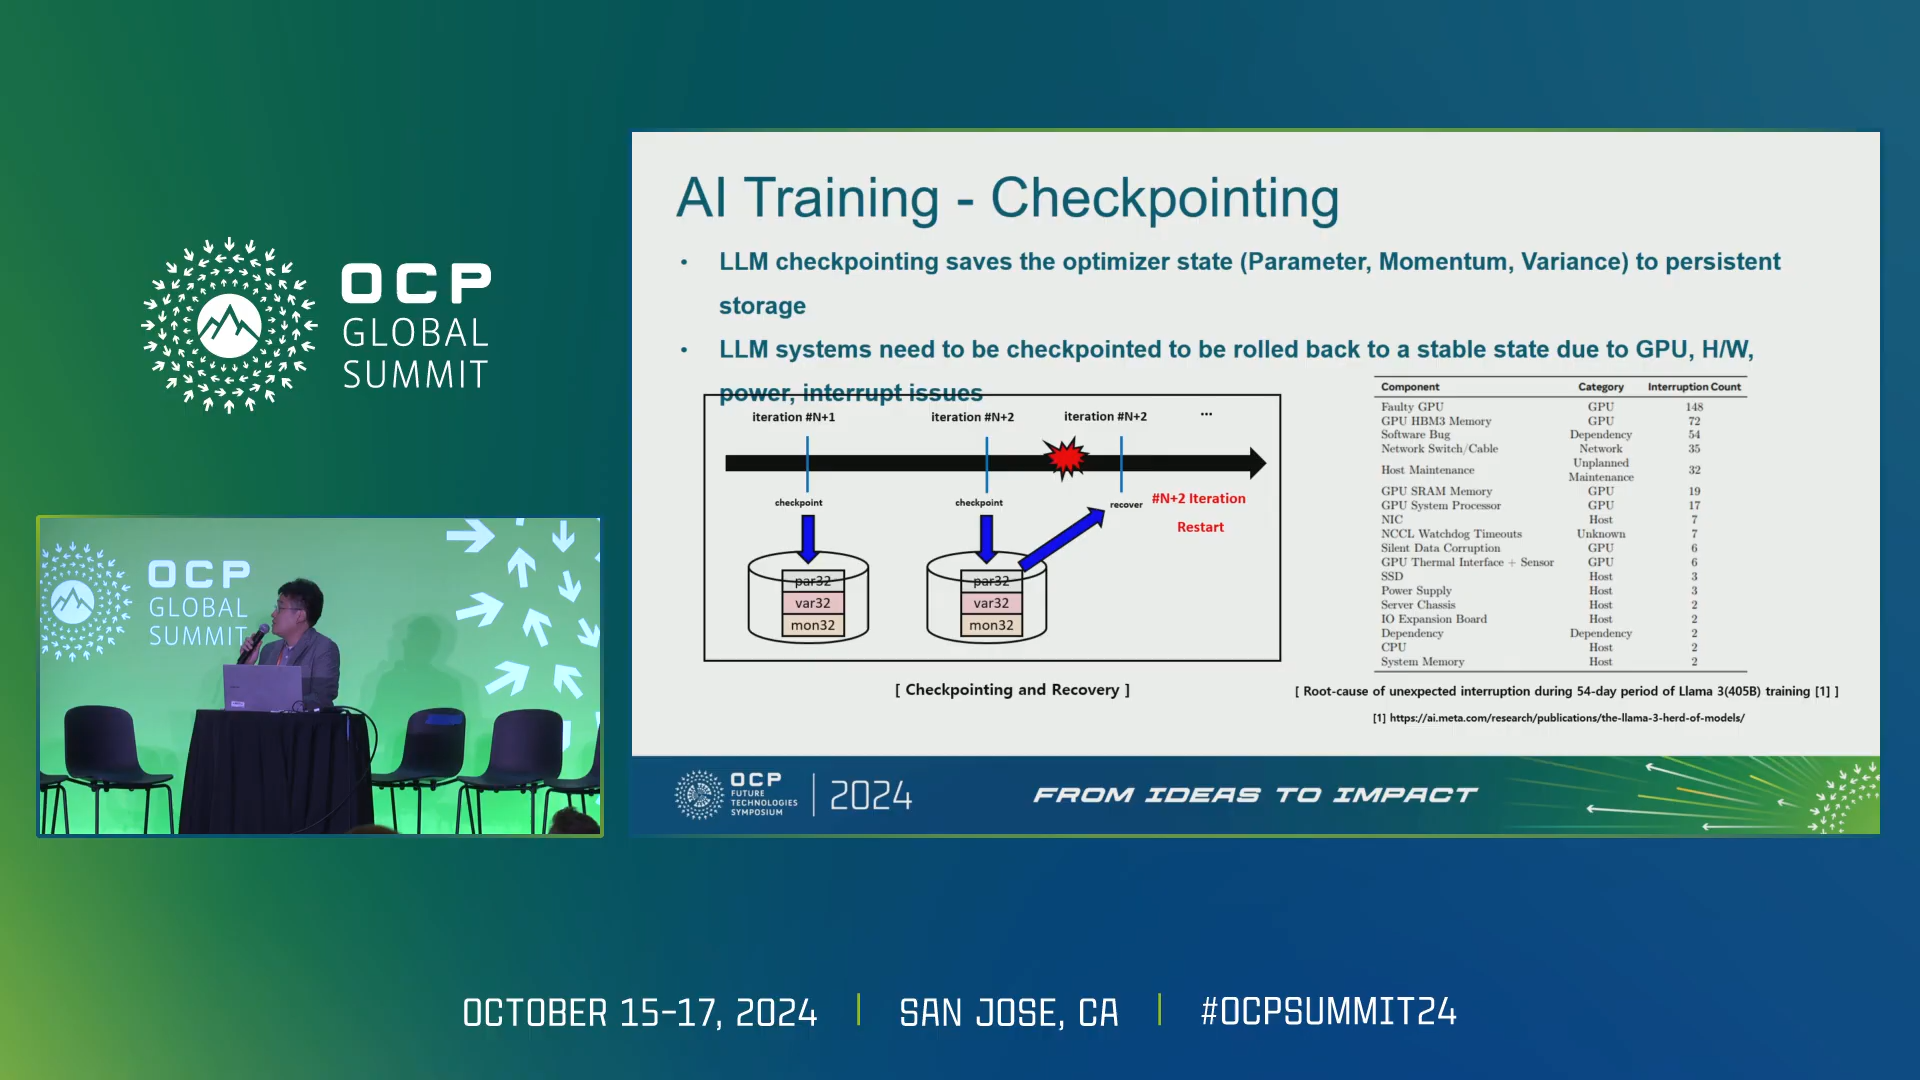 OCP
GLOBAL
SUMMIT
OCP
GLOBAL
SUMMIT
AI Training - Checkpointing
• LLM checkpointing saves the optimizer state (Parameter, Momentum, Variance) to persistent
storage
• LLM systems need to be checkpointed to be rolled back to a stable state due to GPU, H/W,
power, interrupt issues
iteration #N+1 iteration #N+2 iteration #N+2 ...
checkpoint checkpoint recover
#N+2 Iteration
Restart
par32 par32
var32 var32
mon32 mon32
[ Checkpointing and Recovery ]
Component Category Interruption Count
Faulty GPU GPU 148
GPU HBM3 Memory GPU 72
Software Bug Dependency 54
Network Switch/Cable Network 35
Host Maintenance Unplanned Maintenance 32
GPU SRAM Memory GPU 19
GPU System Processor GPU 17
NIC Host 7
NCCL Watchdog Timeouts Unknown 7
Silent Data Corruption GPU 6
GPU Thermal Interface + Sensor GPU 6
SSD Host 3
Power Supply Host 3
Server Chassis Host 2
IO Expansion Board Host 2
Dependency Dependency 2
CPU Host 2
System Memory Host 2
[ Root-cause of unexpected interruption during 54-day period of Llama 3(405B) training [1] ]
[1] https://ai.meta.com/research/publications/the-llama-3-herd-of-models/
OCP
FUTURE
TECHNOLOGIES
SYMPOSIUM
2024
FROM IDEAS TO IMPACT
OCTOBER 15-17, 2024 | SAN JOSE, CA | #OCPSUMMIT24